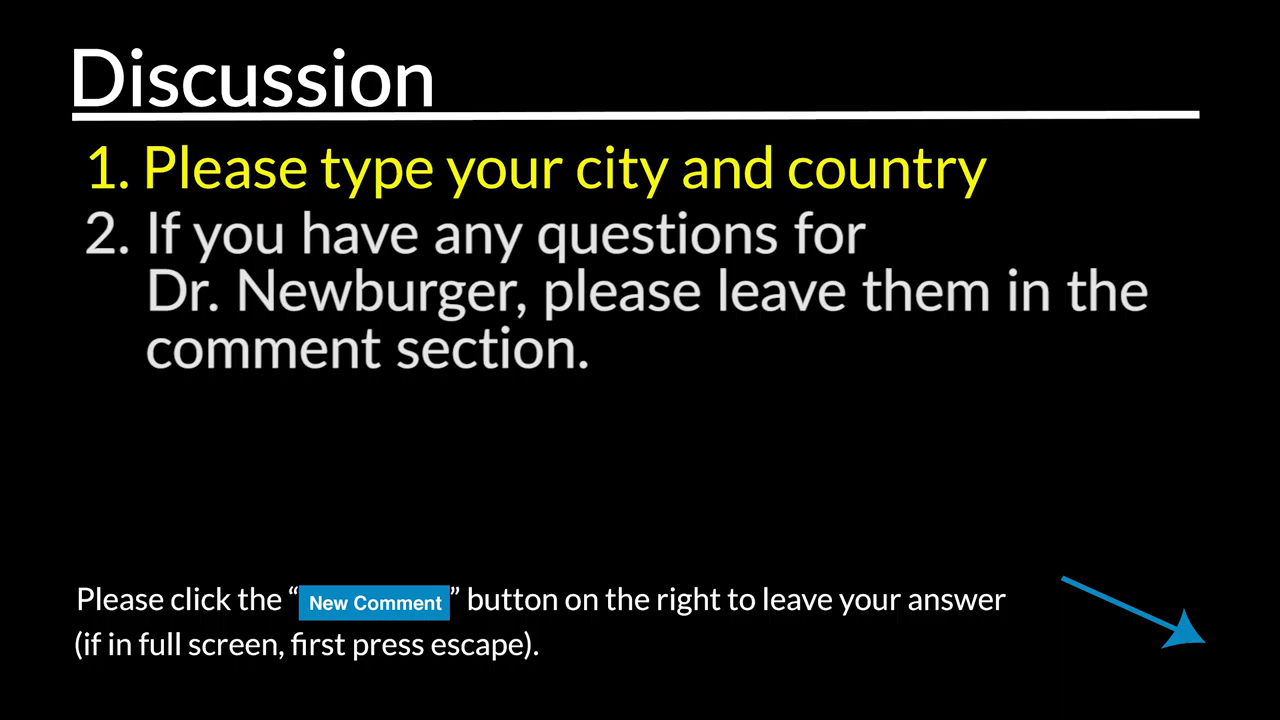 Discussion
1. Please type your city and country
2. If you have any questions for
Dr. Newburger, please leave them in the
comment section.
Please click the “New Comment” button on the right to leave your answer
(if in full screen, first press escape).